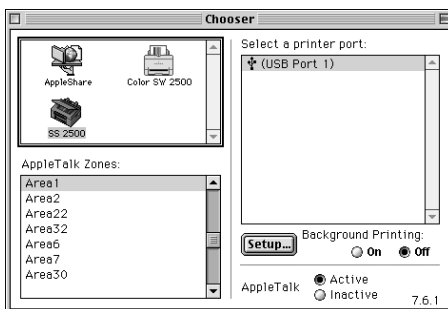 Chooser
AppleShare
Color SW 2500
SS 2500
AppleTalk Zones:
Area1
Area2
Area22
Area32
Area6
Area7
Area30
Select a printer port:
(USB Port 1)
Setup...
Background Printing:
On Off
AppleTalk
Active
Inactive
7.6.1